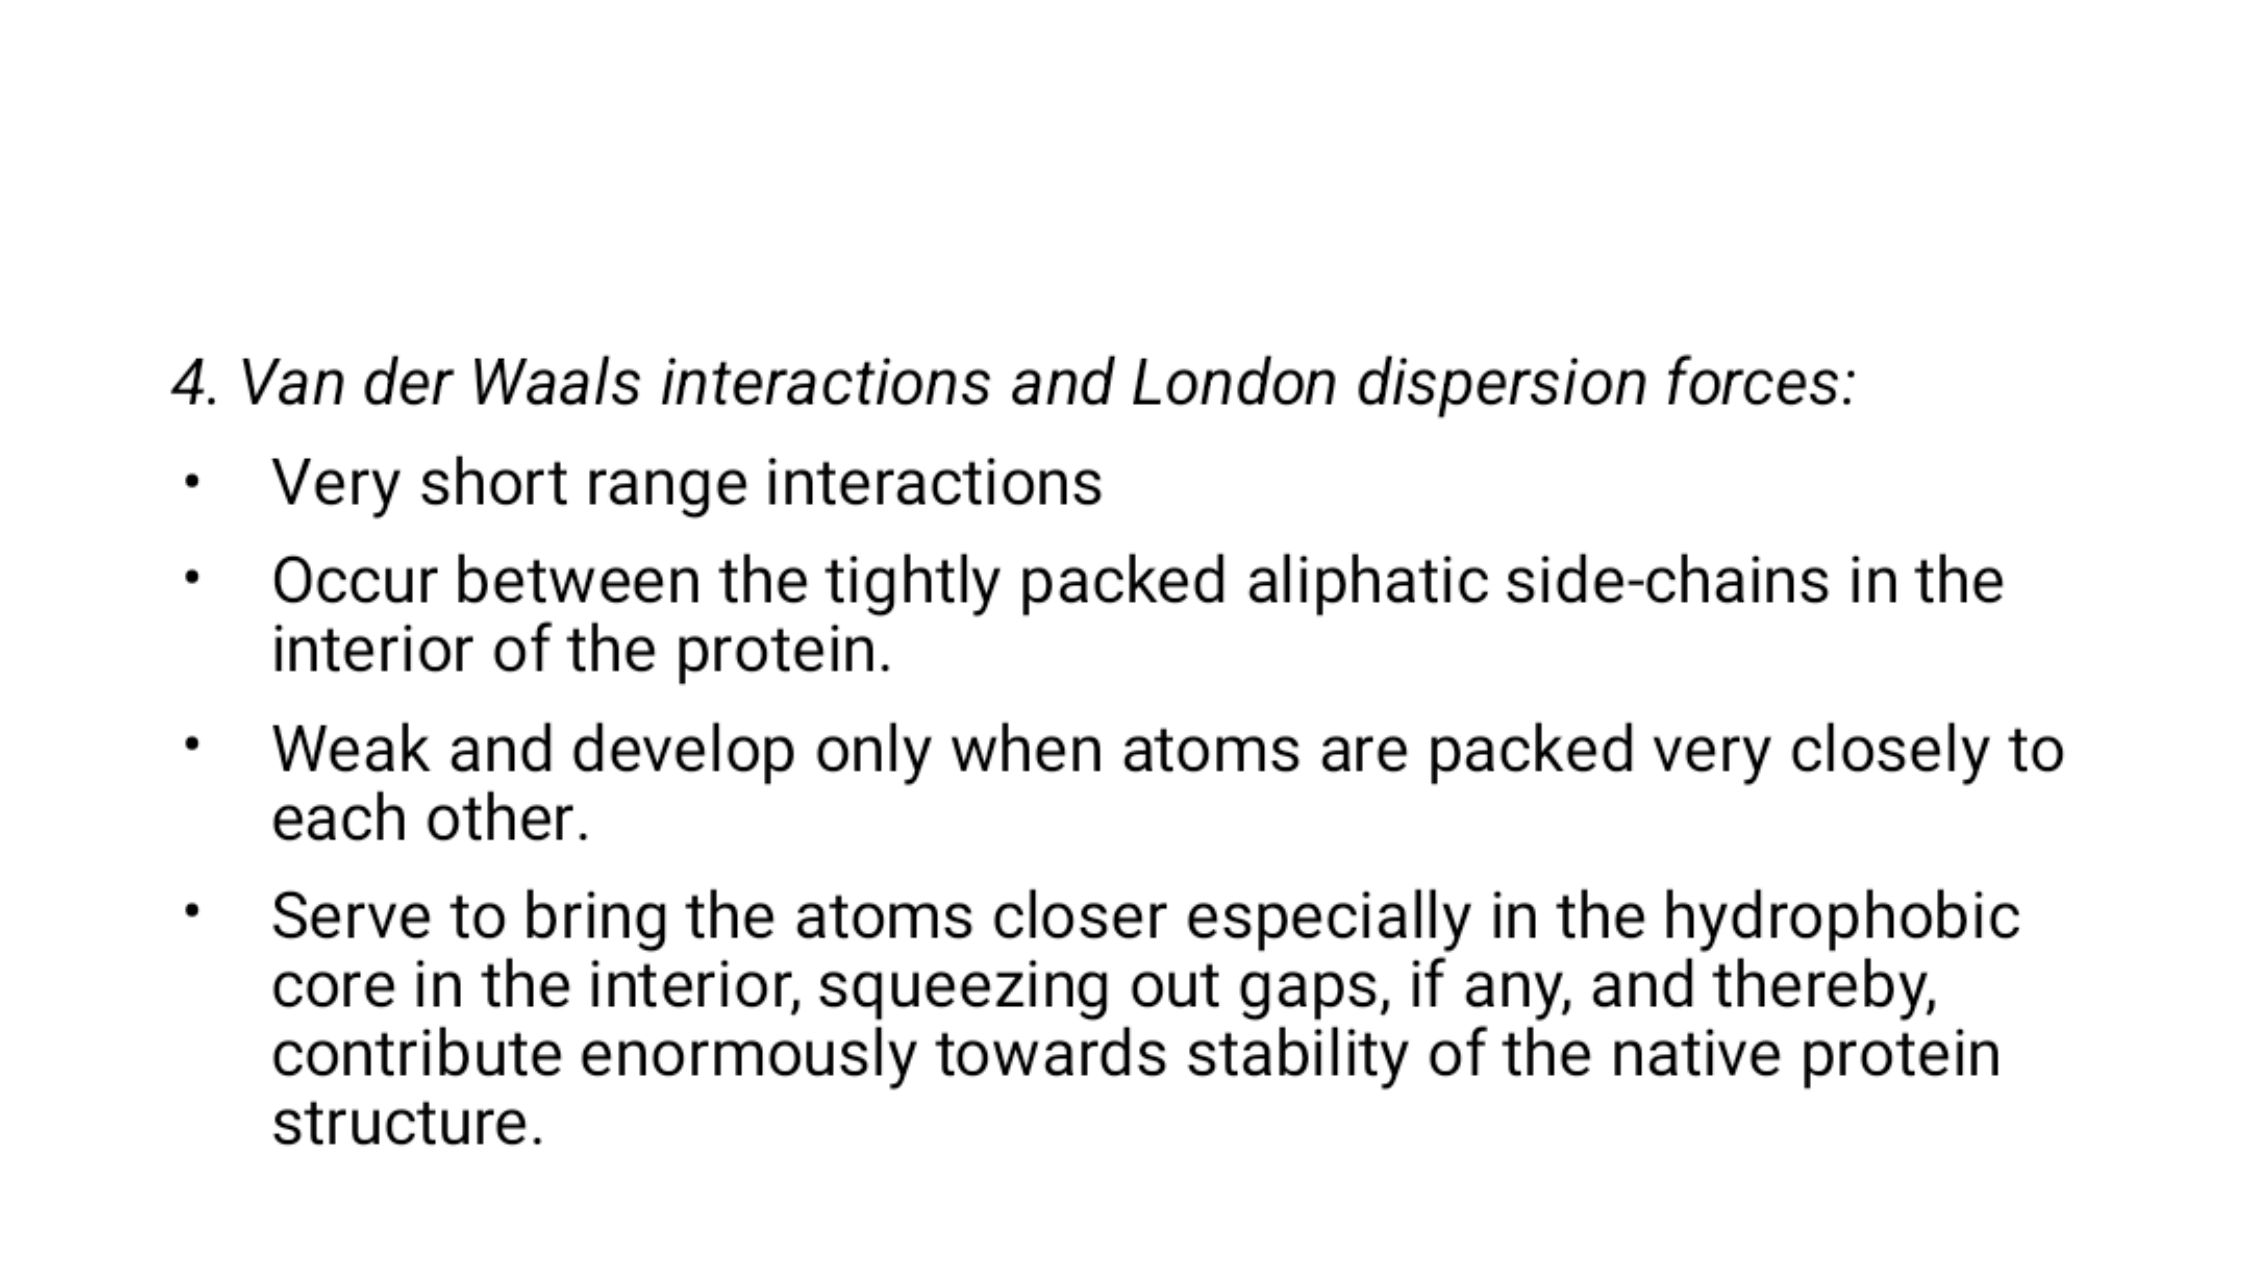 4. Van der Waals interactions and London dispersion forces:
• Very short range interactions
• Occur between the tightly packed aliphatic side-chains in the
interior of the protein.
• Weak and develop only when atoms are packed very closely to
each other.
• Serve to bring the atoms closer especially in the hydrophobic
core in the interior, squeezing out gaps, if any, and thereby,
contribute enormously towards stability of the native protein
structure.